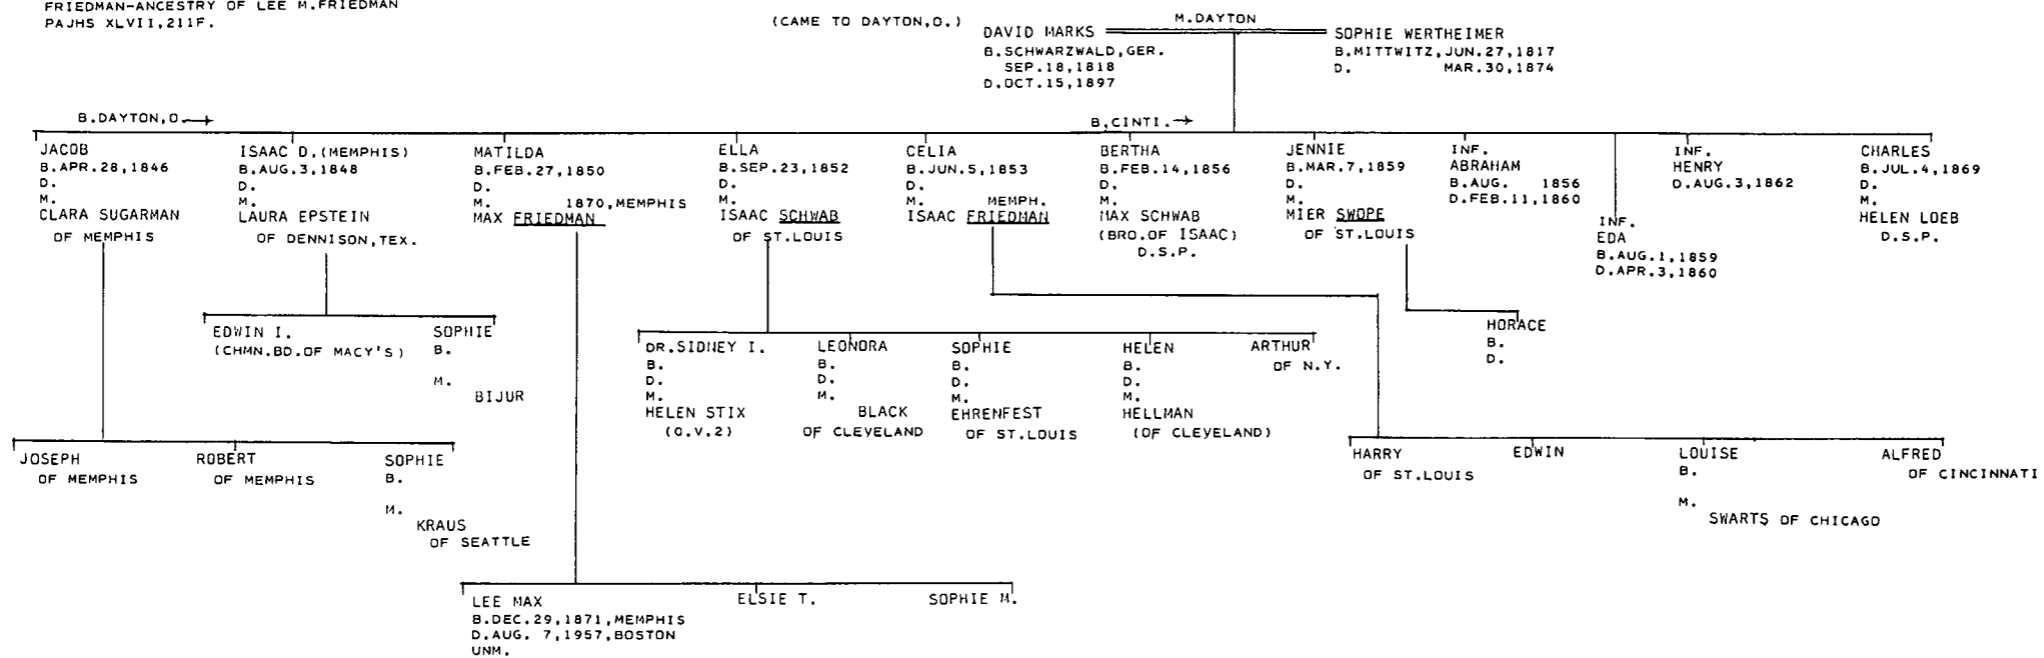 FRIEDMAN-ANCESTRY OF LEE M.FRIEDMAN
PAJHS XLVII,211F.
(CAME TO DAYTON,O.)
M.DAYTON
DAVID MARKS
B.SCHWARZWALD,GER.
SEP.18,1818
D.OCT.15,1897
SOPHIE WERTHEIMER
B.MITTWITZ,JUN.27,1817
D. MAR.30,1874
B.DAYTON,O.→
B.CINTI.→
JACOB
B.APR.28,1846
D.
M.
CLARA SUGARMAN
OF MEMPHIS
ISAAC D.(MEMPHIS)
B.AUG.3,1848
D.
M.
LAURA EPSTEIN
OF DENNISON,TEX.
MATILDA
B.FEB.27,1850
D.
M. 1870,MEMPHIS
MAX FRIEDMAN
ELLA
B.SEP.23,1852
D.
M.
ISAAC SCHWAB
OF ST.LOUIS
CELIA
B.JUN.5,1853
D.
M. MEMPH.
ISAAC FRIEDMAN
BERTHA
B.FEB.14,1856
D.
M.
MAX SCHWAB
(BRO.OF ISAAC)
D.S.P.
JENNIE
B.MAR.7,1859
D.
M.
MIER SWOPE
OF ST.LOUIS
INF.
ABRAHAM
B.AUG. 1856
D.FEB.11,1860
INF.
EDA
B.AUG.1,1859
D.APR.3,1860
INF.
HENRY
D.AUG.3,1862
CHARLES
B.JUL.4,1869
D.
M.
HELEN LOEB
D.S.P.
EDWIN I.
(CHMN.BD.OF MACY'S)
SOPHIE
B.
M.
BIJUR
DR.SIDNEY I.
B.
D.
M.
HELEN STIX
(Q.V.2)
LEONORA
B.
D.
M.
BLACK
OF CLEVELAND
SOPHIE
B.
D.
M.
EHRENFEST
OF ST.LOUIS
HELEN
B.
D.
M.
HELLMAN
(OF CLEVELAND)
ARTHUR
OF N.Y.
HORACE
B.
D.
JOSEPH
OF MEMPHIS
ROBERT
OF MEMPHIS
SOPHIE
B.
M.
KRAUS
OF SEATTLE
HARRY
OF ST.LOUIS
EDWIN
LOUISE
B.
M.
SWARTS OF CHICAGO
ALFRED
OF CINCINNATI
LEE MAX
B.DEC.29,1871,MEMPHIS
D.AUG. 7,1957,BOSTON
UNM.
ELSIE T.
SOPHIE M.